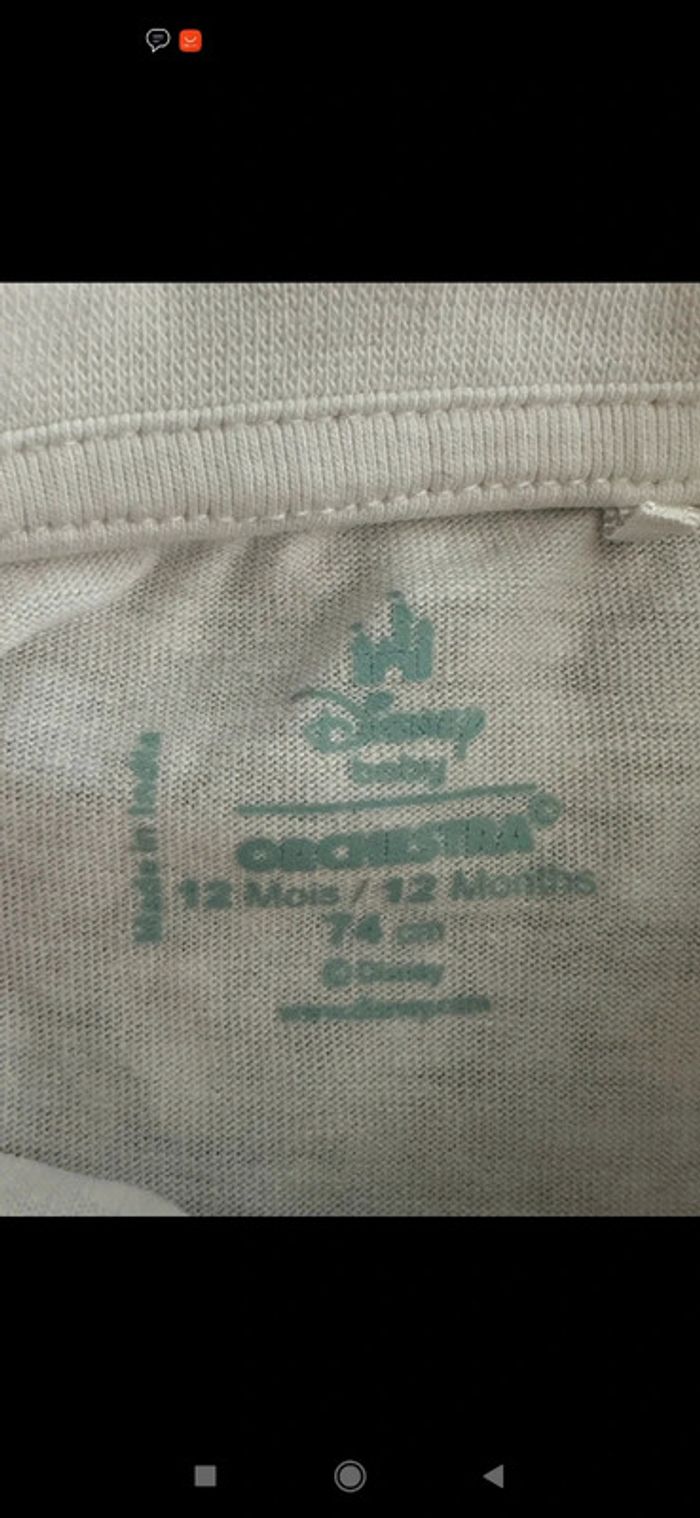 Disney
baby
ORCHESTRA©
12 Mois / 12 Months
74 cm
© Disney
www.disney.com
Made in India